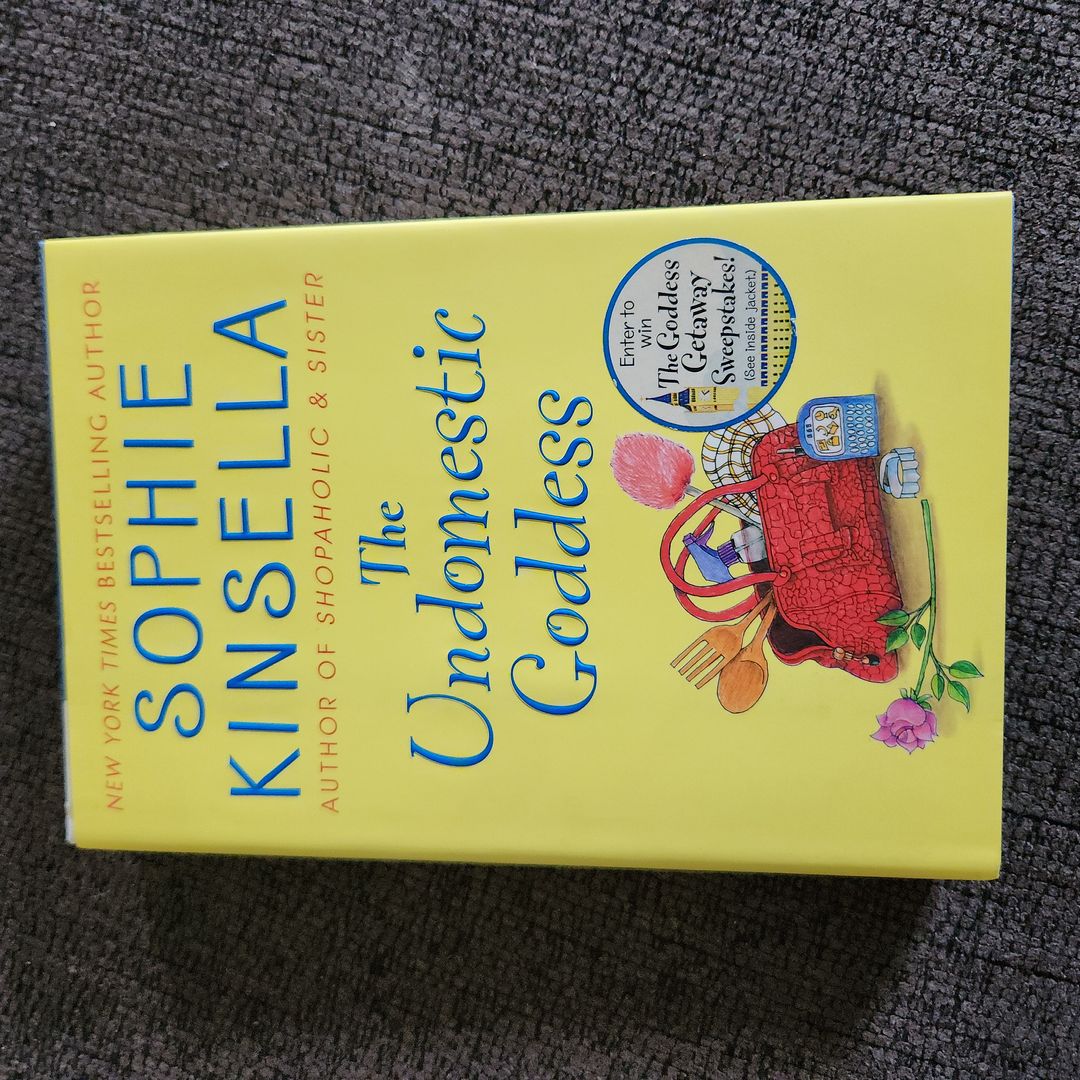 NEW YORK TIMES BESTSELLING AUTHOR
SOPHIE
KINSELLA
AUTHOR OF SHOPAHOLIC & SISTER
The
Undomestic
Goddess
Enter to
win
The Goddess
Getaway
Sweepstakes!
(See inside jacket.)